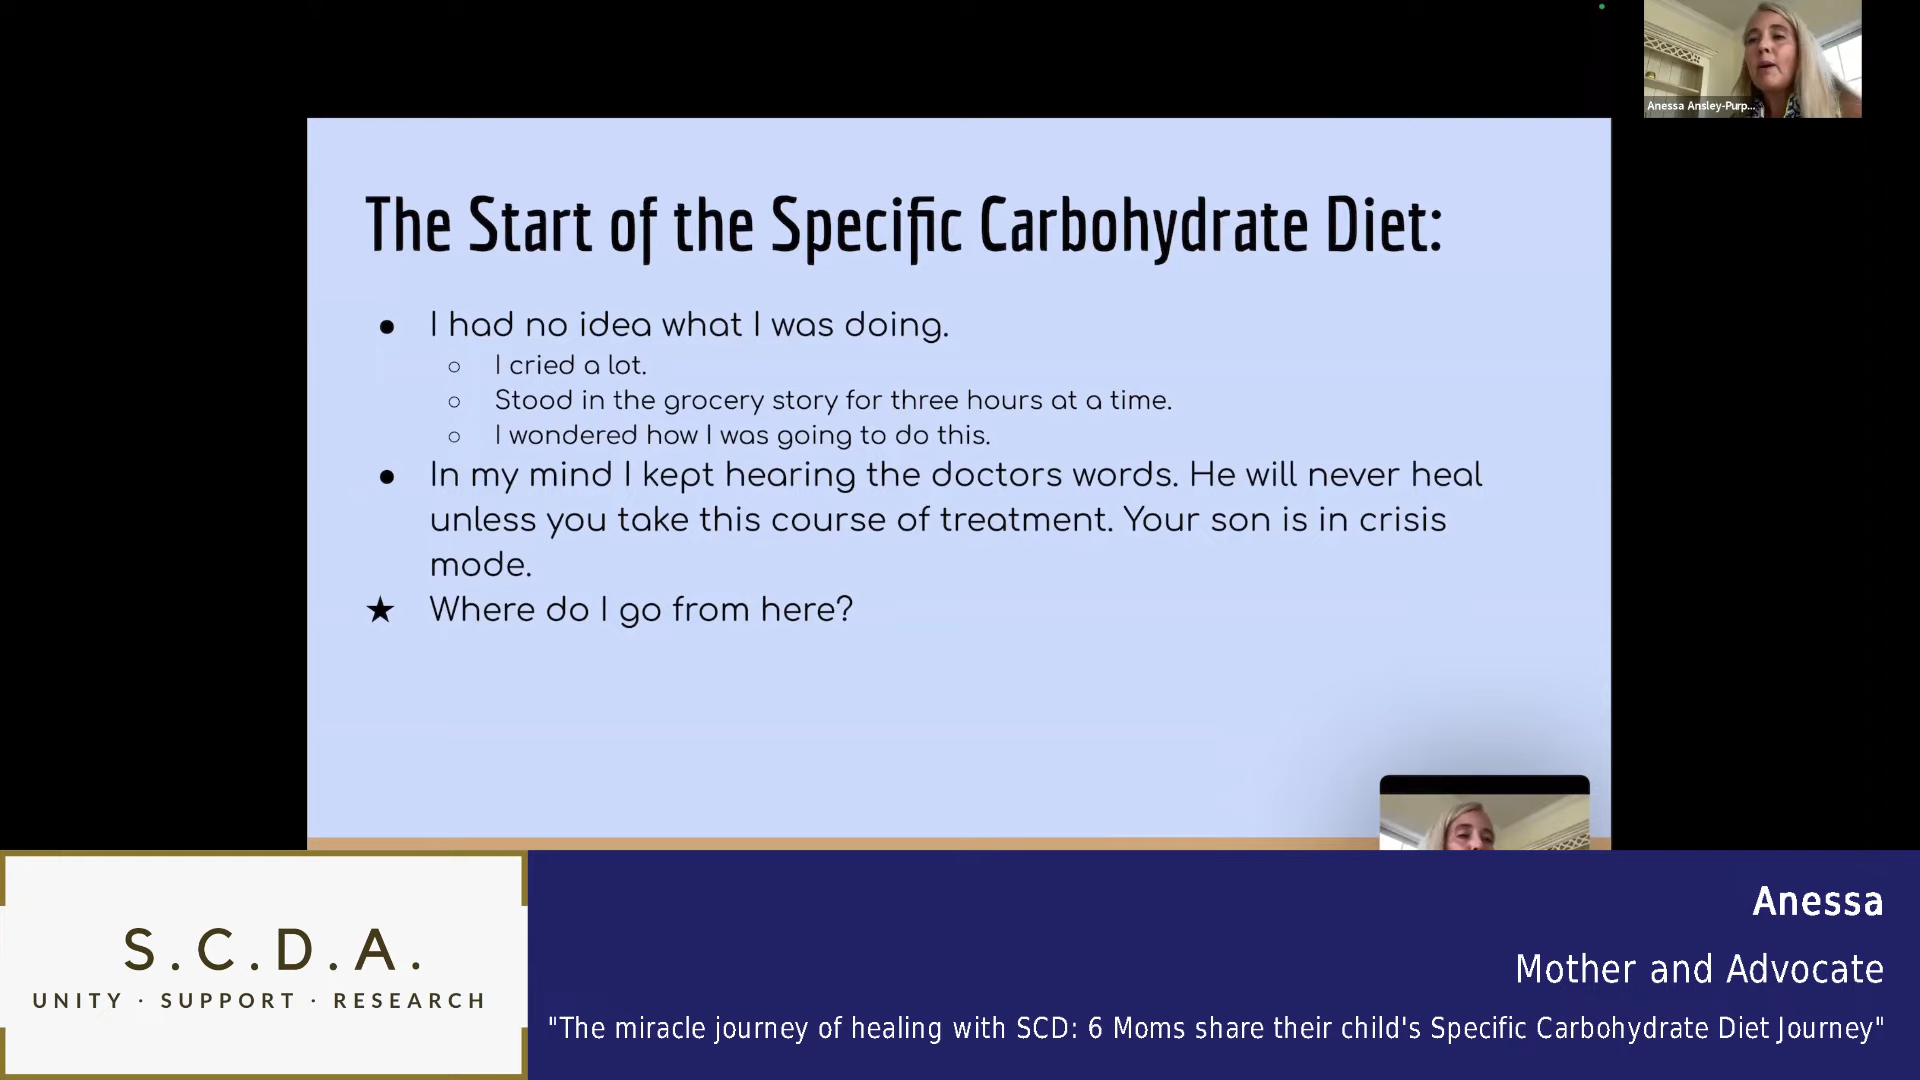 Anessa Ansley-Purp...
The Start of the Specific Carbohydrate Diet:
● I had no idea what I was doing.
○ I cried a lot.
○ Stood in the grocery story for three hours at a time.
○ I wondered how I was going to do this.
● In my mind I kept hearing the doctors words. He will never heal
unless you take this course of treatment. Your son is in crisis
mode.
★ Where do I go from here?
S.C.D.A.
UNITY · SUPPORT · RESEARCH
Anessa
Mother and Advocate
"The miracle journey of healing with SCD: 6 Moms share their child's Specific Carbohydrate Diet Journey"